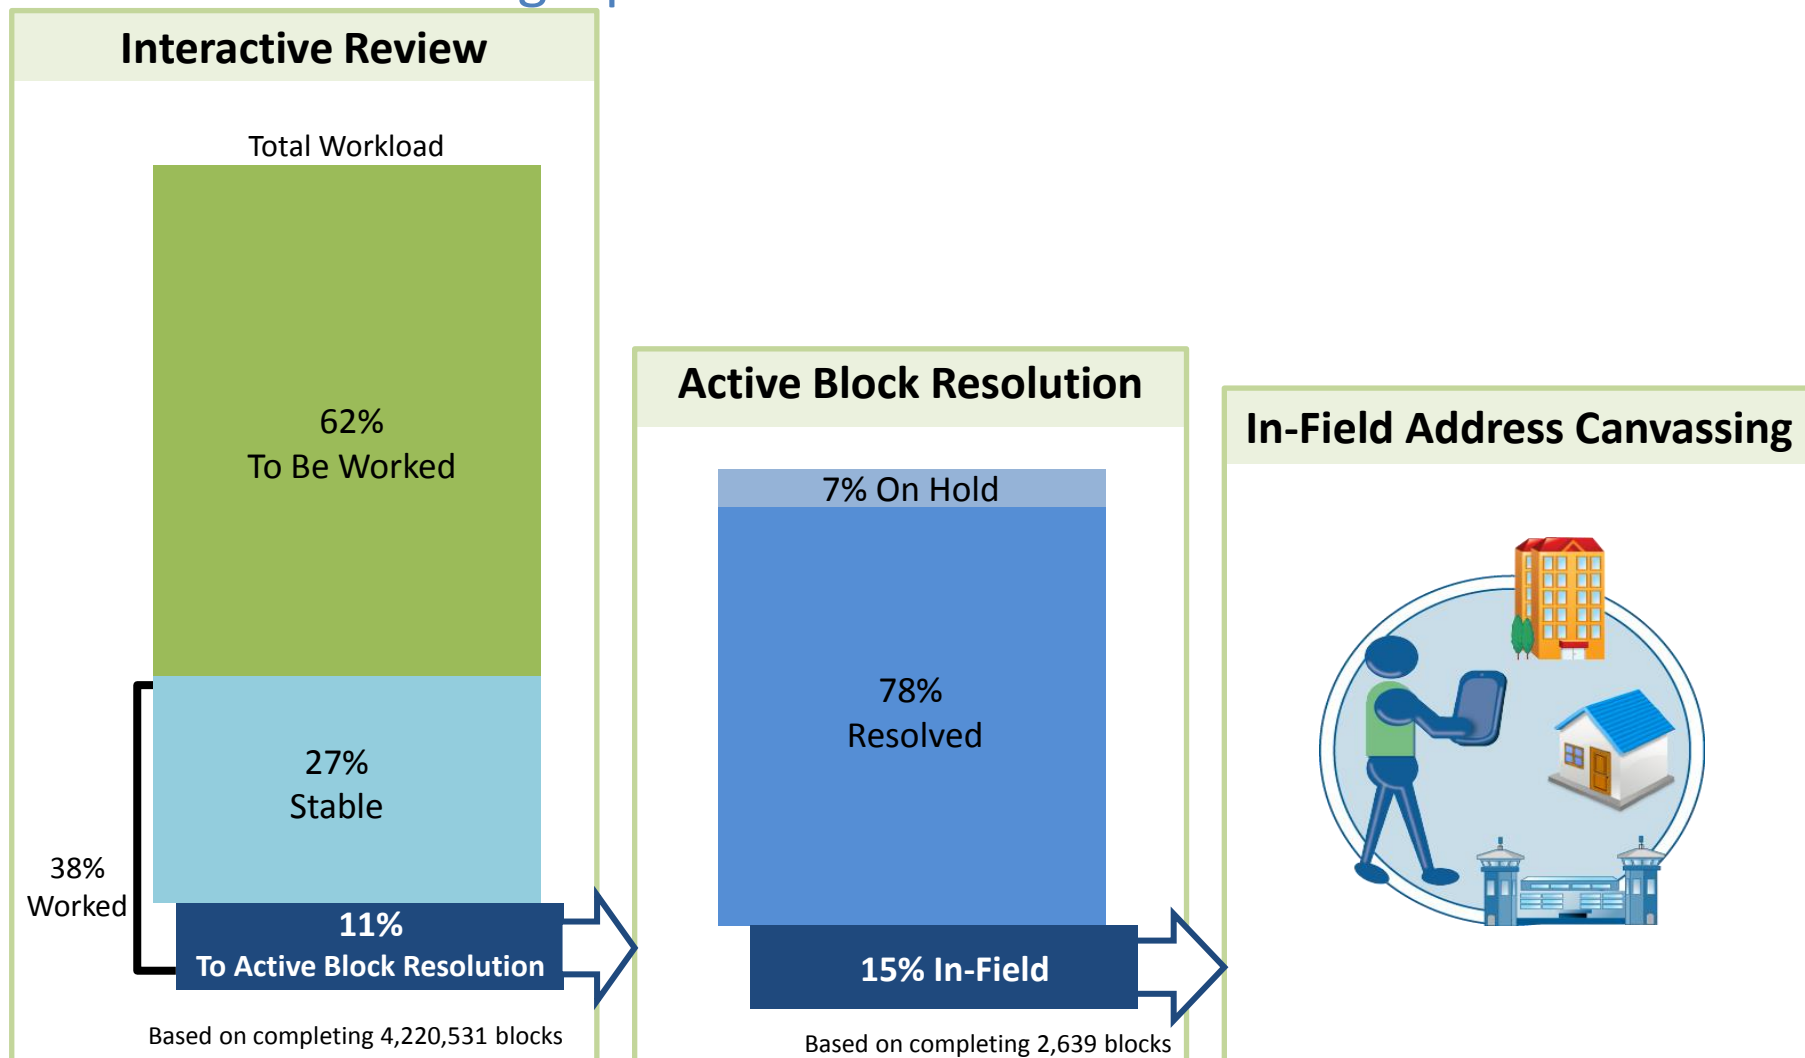 Interactive Review
Total Workload
62%
To Be Worked
27%
Stable
38%
Worked
11%
To Active Block Resolution
Based on completing 4,220,531 blocks
Active Block Resolution
7% On Hold
78%
Resolved
15% In-Field
Based on completing 2,639 blocks
In-Field Address Canvassing